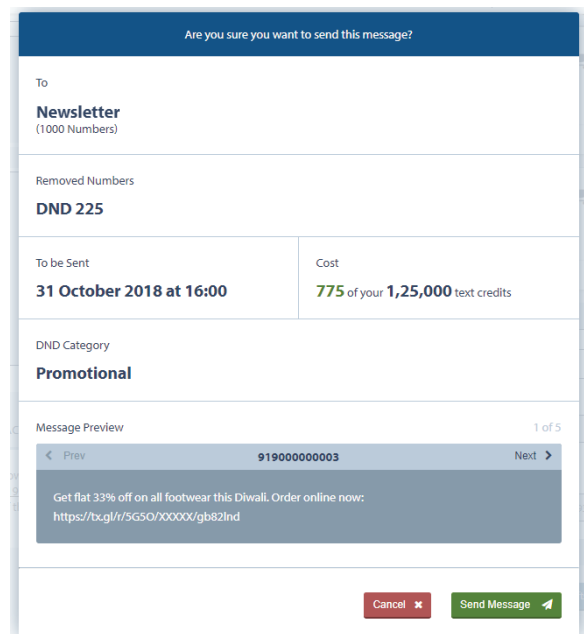 Are you sure you want to send this message?
To
Newsletter
(1000 Numbers)
Removed Numbers
DND 225
To be Sent
31 October 2018 at 16:00
Cost
775 of your 1,25,000 text credits
DND Category
Promotional
Message Preview
1 of 5
Prev
919000000003
Next
Get flat 33% off on all footwear this Diwali. Order online now:
https://tx.gl/r/5G5O/XXXXX/gb82lnd
Cancel
Send Message